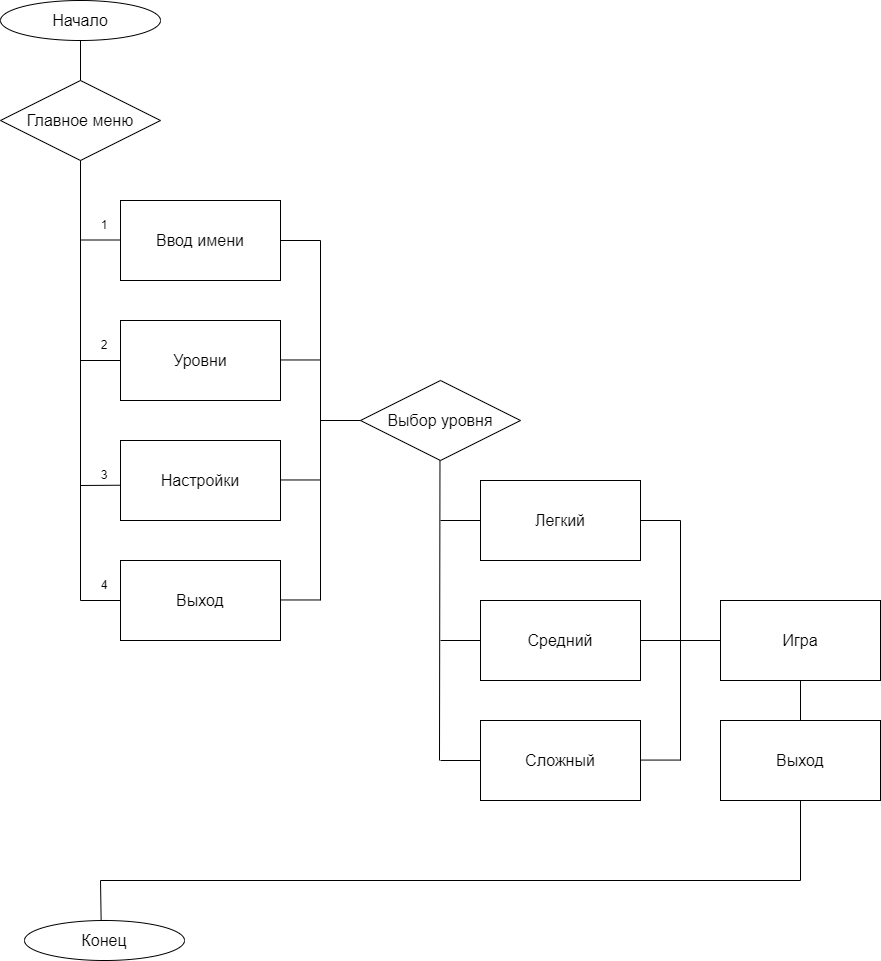 Начало
Главное меню
1
Ввод имени
2
Уровни
Выбор уровня
3
Настройки
Легкий
4
Выход
Средний
Игра
Сложный
Выход
Конец